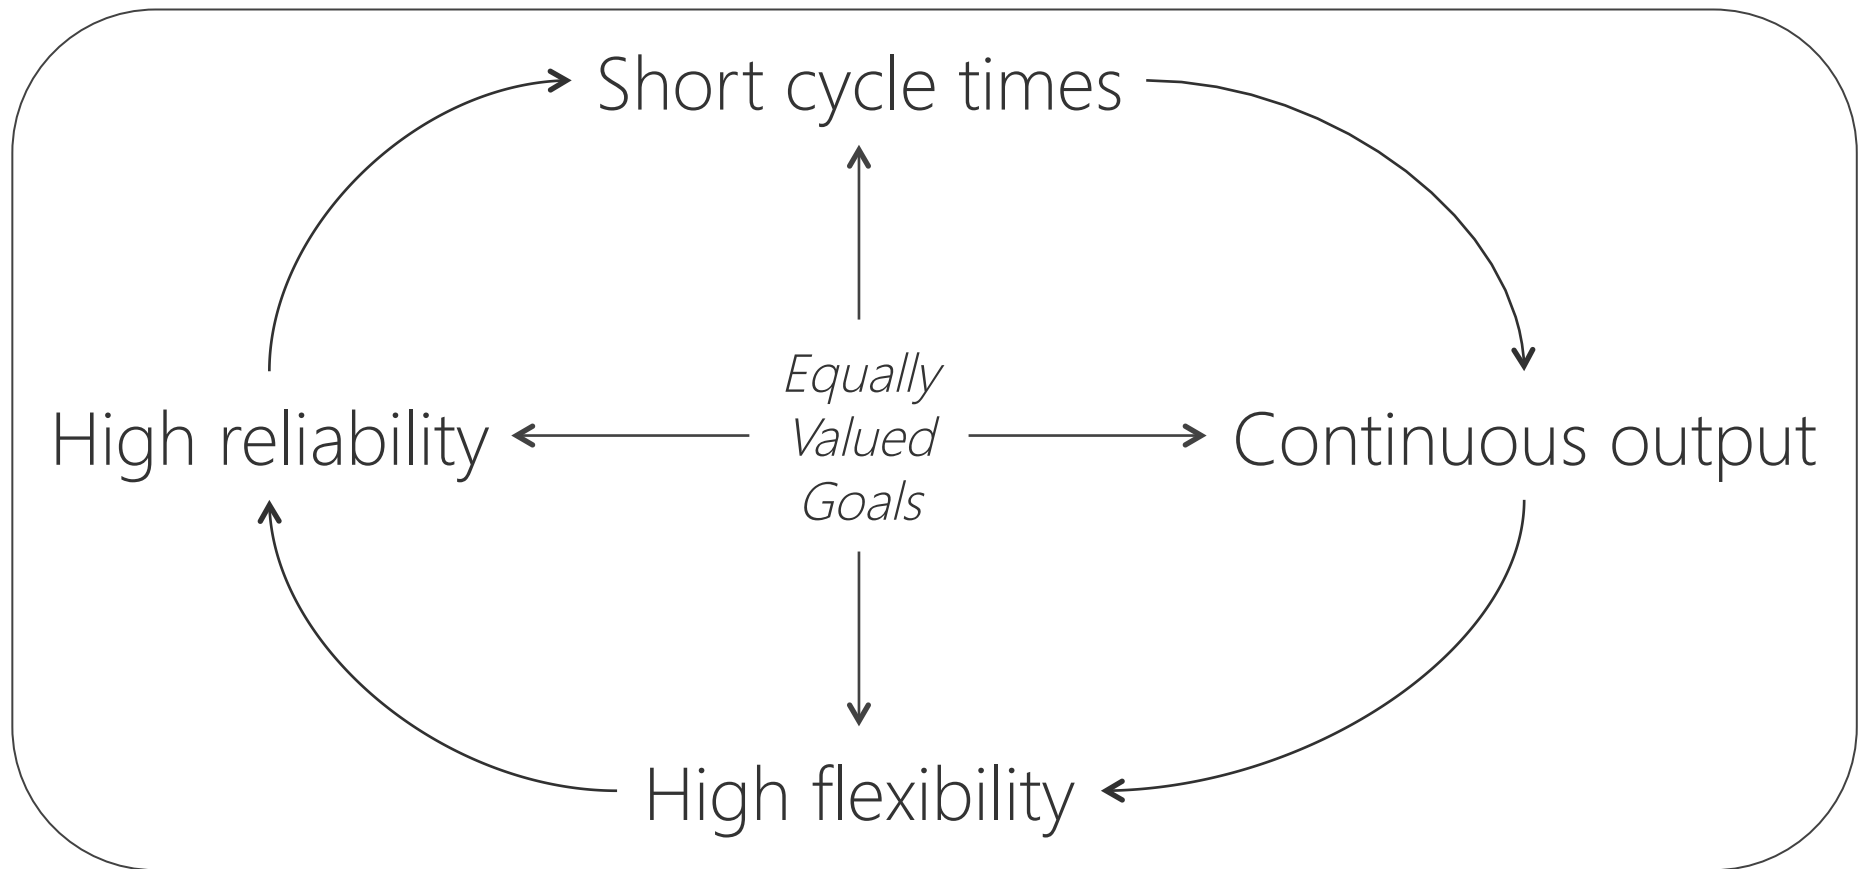 Short cycle times
Equally
Valued
Goals
High reliability
Continuous output
High flexibility